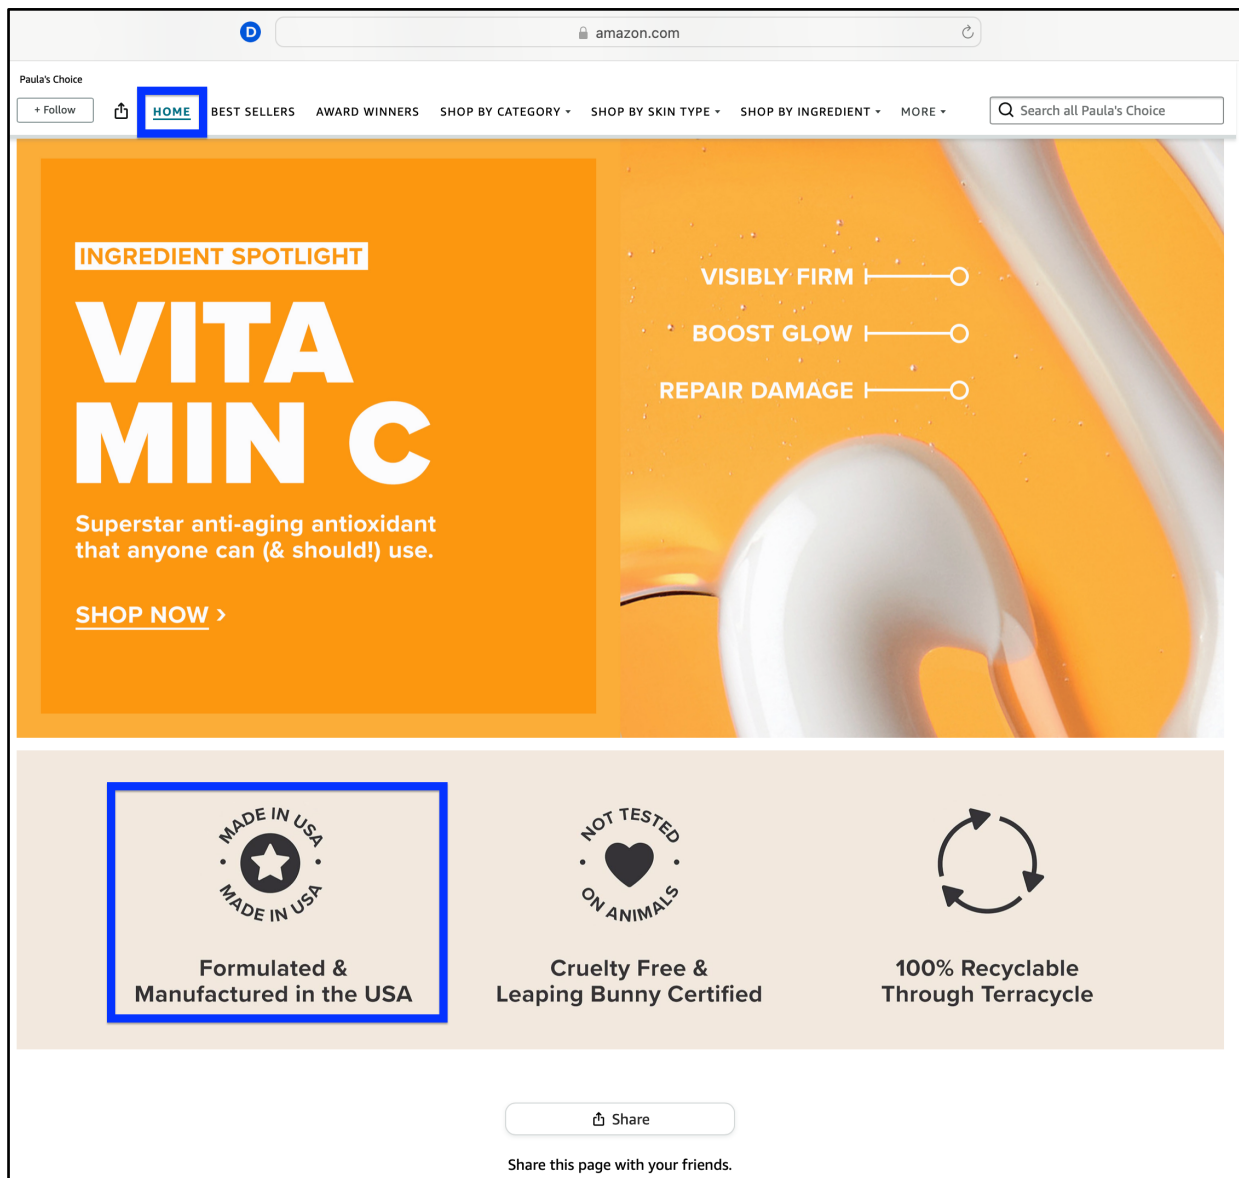 D
amazon.com
Paula's Choice
+ Follow
HOME
BEST SELLERS
AWARD WINNERS
SHOP BY CATEGORY
SHOP BY SKIN TYPE
SHOP BY INGREDIENT
MORE
Search all Paula's Choice
INGREDIENT SPOTLIGHT
VITA
MIN C
Superstar anti-aging antioxidant
that anyone can (& should!) use.
SHOP NOW >
VISIBLY FIRM
BOOST GLOW
REPAIR DAMAGE
MADE IN USA
MADE IN USA
Formulated &
Manufactured in the USA
NOT TESTED
ON ANIMALS
Cruelty Free &
Leaping Bunny Certified
100% Recyclable
Through Terracycle
Share
Share this page with your friends.